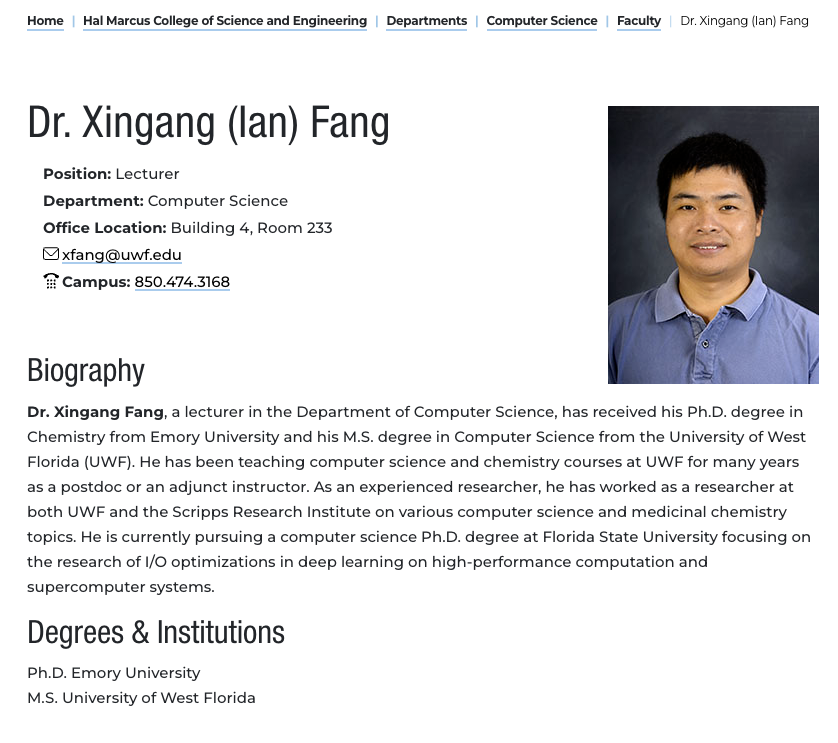 Home | Hal Marcus College of Science and Engineering | Departments | Computer Science | Faculty | Dr. Xingang (Ian) Fang
Dr. Xingang (Ian) Fang
Position: Lecturer
Department: Computer Science
Office Location: Building 4, Room 233
xfang@uwf.edu
Campus: 850.474.3168
Biography
Dr. Xingang Fang, a lecturer in the Department of Computer Science, has received his Ph.D. degree in
Chemistry from Emory University and his M.S. degree in Computer Science from the University of West
Florida (UWF). He has been teaching computer science and chemistry courses at UWF for many years
as a postdoc or an adjunct instructor. As an experienced researcher, he has worked as a researcher at
both UWF and the Scripps Research Institute on various computer science and medicinal chemistry
topics. He is currently pursuing a computer science Ph.D. degree at Florida State University focusing on
the research of I/O optimizations in deep learning on high-performance computation and
supercomputer systems.
Degrees & Institutions
Ph.D. Emory University
M.S. University of West Florida